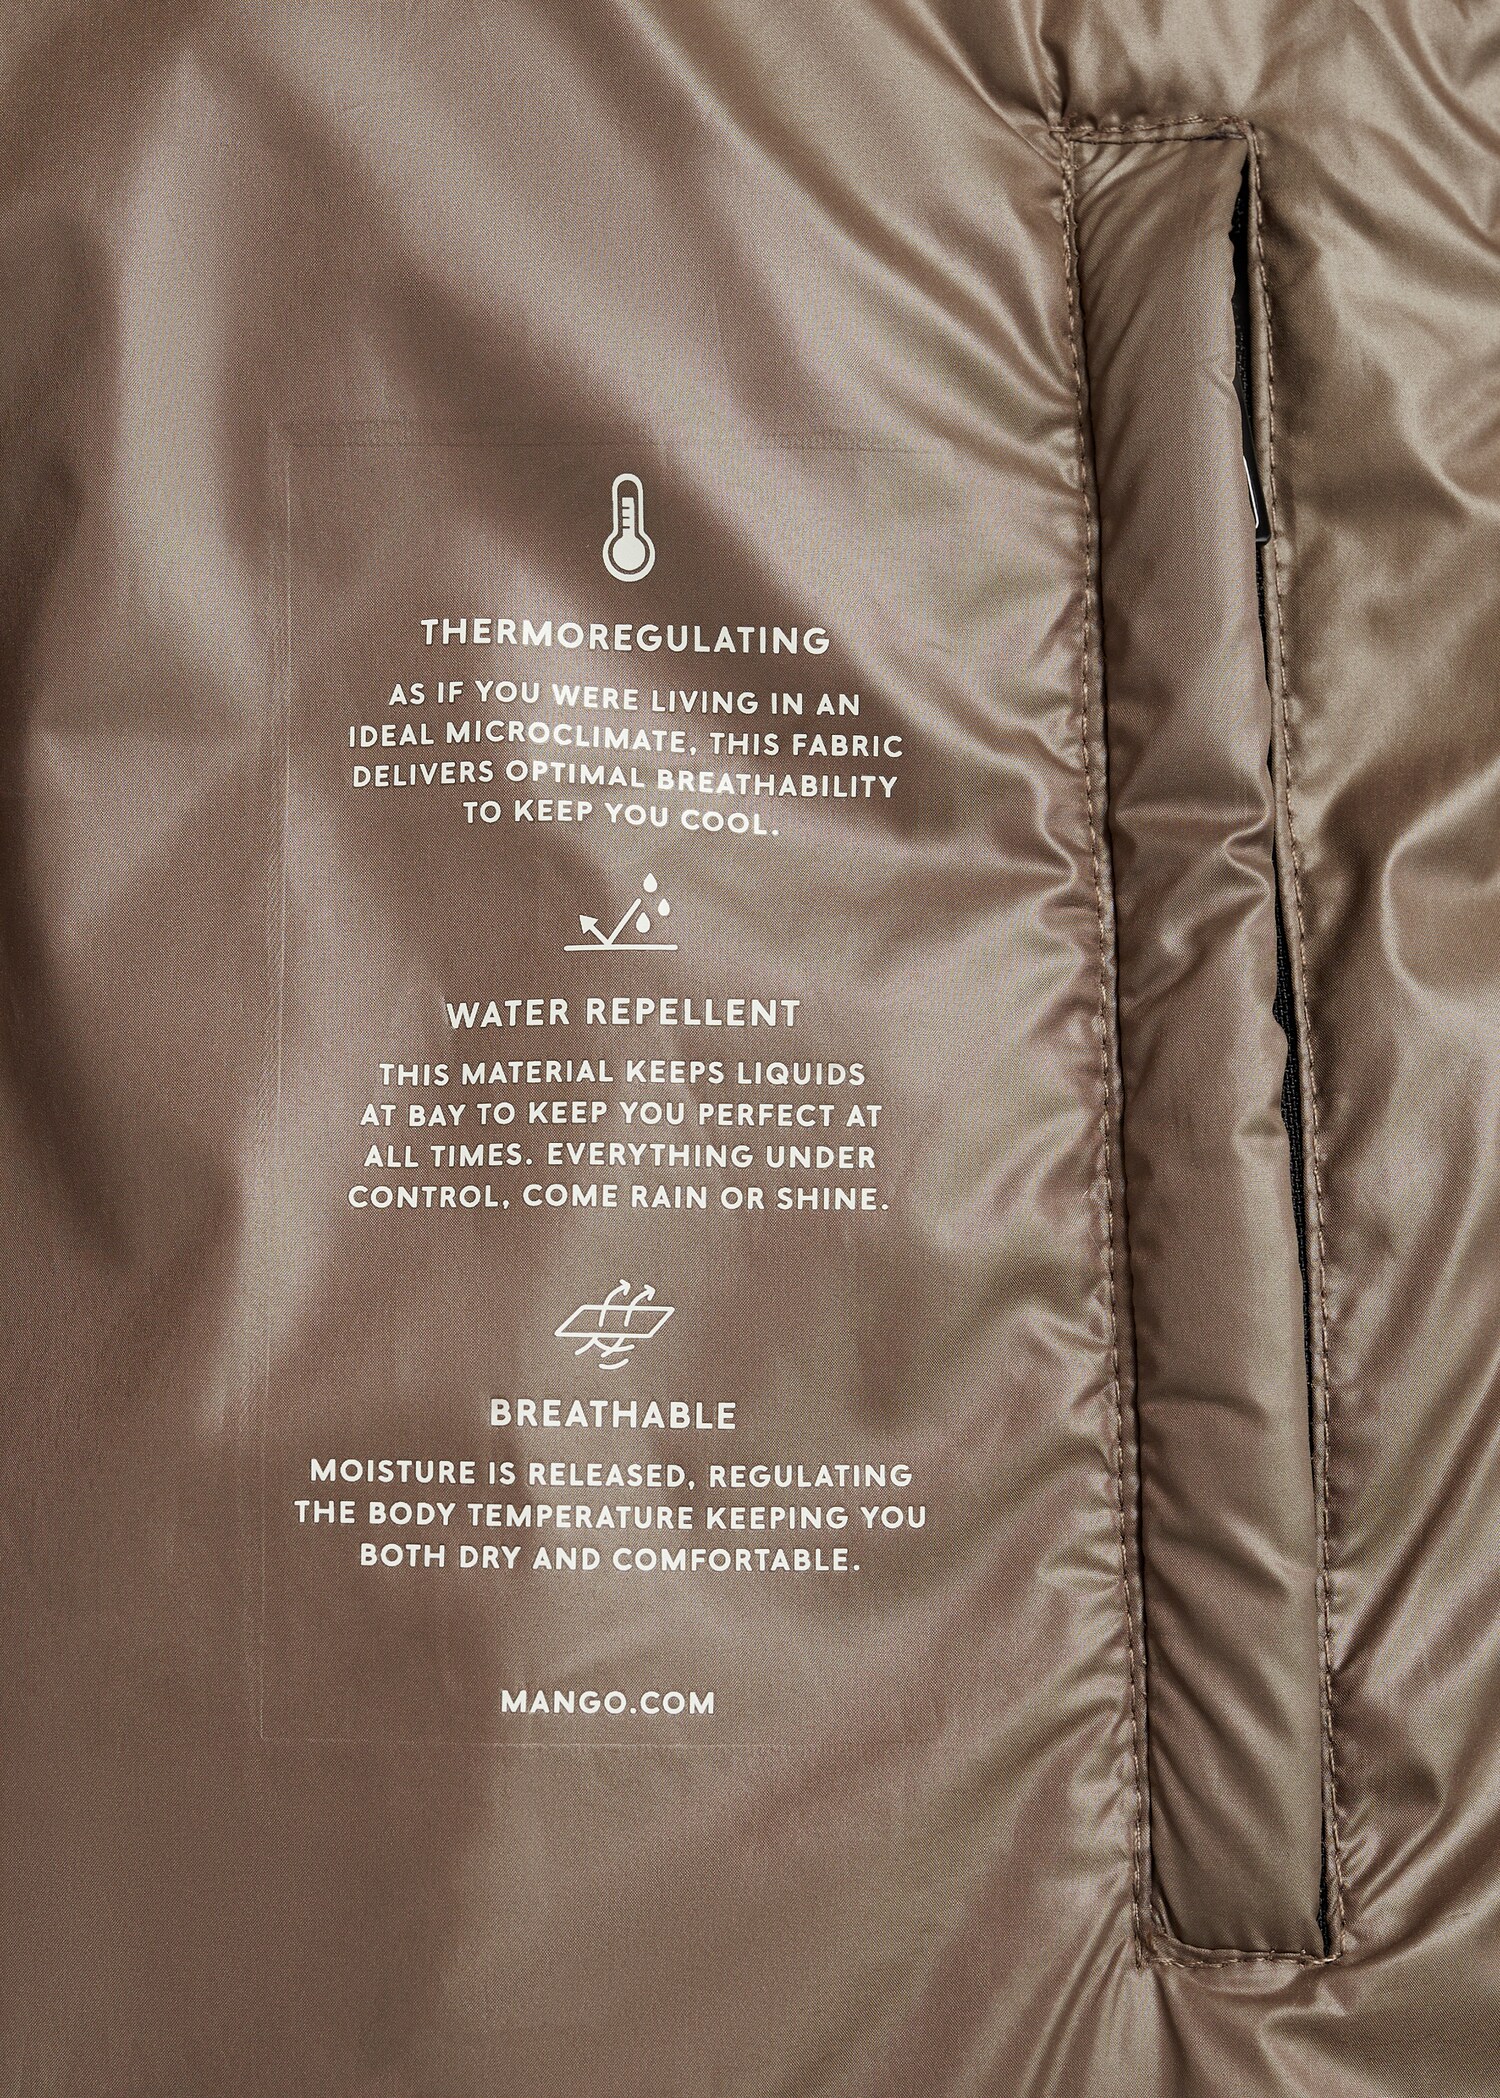 THERMOREGULATING
AS IF YOU WERE LIVING IN AN
IDEAL MICROCLIMATE, THIS FABRIC
DELIVERS OPTIMAL BREATHABILITY
TO KEEP YOU COOL.
WATER REPELLENT
THIS MATERIAL KEEPS LIQUIDS
AT BAY TO KEEP YOU PERFECT AT
ALL TIMES. EVERYTHING UNDER
CONTROL, COME RAIN OR SHINE.
BREATHABLE
MOISTURE IS RELEASED, REGULATING
THE BODY TEMPERATURE KEEPING YOU
BOTH DRY AND COMFORTABLE.
MANGO.COM